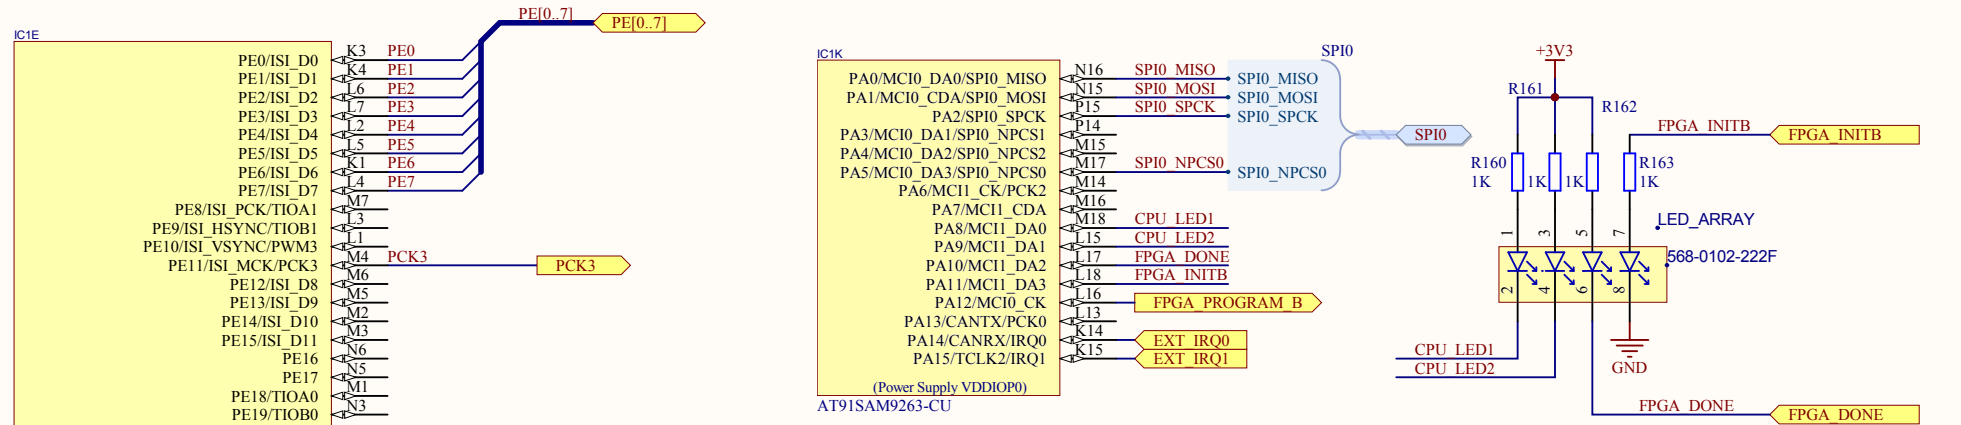 PE[0..7]
PE[0..7]
IC1E
PE0/ISI_D0 K3 PE0
PE1/ISI_D1 K4 PE1
PE2/ISI_D2 L6 PE2
PE3/ISI_D3 L7 PE3
PE4/ISI_D4 L2 PE4
PE5/ISI_D5 L5 PE5
PE6/ISI_D6 K1 PE6
PE7/ISI_D7 L4 PE7
PE8/ISI_PCK/TIOA1 M7
PE9/ISI_HSYNC/TIOB1 L3
PE10/ISI_VSYNC/PWM3 L1
PE11/ISI_MCK/PCK3 M4 PCK3 PCK3
PE12/ISI_D8 M6
PE13/ISI_D9 M5
PE14/ISI_D10 M2
PE15/ISI_D11 M3
PE16 N6
PE17 N5
PE18/TIOA0 M1
PE19/TIOB0 N3
IC1K
SPI0
PA0/MCI0_DA0/SPI0_MISO N16 SPI0_MISO SPI0_MISO
PA1/MCI0_CDA/SPI0_MOSI N15 SPI0_MOSI SPI0_MOSI
PA2/SPI0_SPCK P15 SPI0_SPCK SPI0_SPCK
PA3/MCI0_DA1/SPI0_NPCS1 P14
SPI0
PA4/MCI0_DA2/SPI0_NPCS2 M15
PA5/MCI0_DA3/SPI0_NPCS0 M17 SPI0_NPCS0 SPI0_NPCS0
PA6/MCI1_CK/PCK2 M14
PA7/MCI1_CDA M16
PA8/MCI1_DA0 M18 CPU_LED1
PA9/MCI1_DA1 L15 CPU_LED2
PA10/MCI1_DA2 L17 FPGA_DONE
PA11/MCI1_DA3 L18 FPGA_INITB
PA12/MCI0_CK L16 FPGA_PROGRAM_B
PA13/CANTX/PCK0 L13
PA14/CANRX/IRQ0 K14 EXT_IRQ0
PA15/TCLK2/IRQ1 K15 EXT_IRQ1
(Power Supply VDDIOP0)
AT91SAM9263-CU
+3V3
R161
R162
FPGA_INITB FPGA_INITB
R160 R163
1K 1K 1K
1 3 5 7
LED_ARRAY
568-0102-222F
2 4 6 8
CPU_LED1
CPU_LED2
GND
FPGA_DONE FPGA_DONE